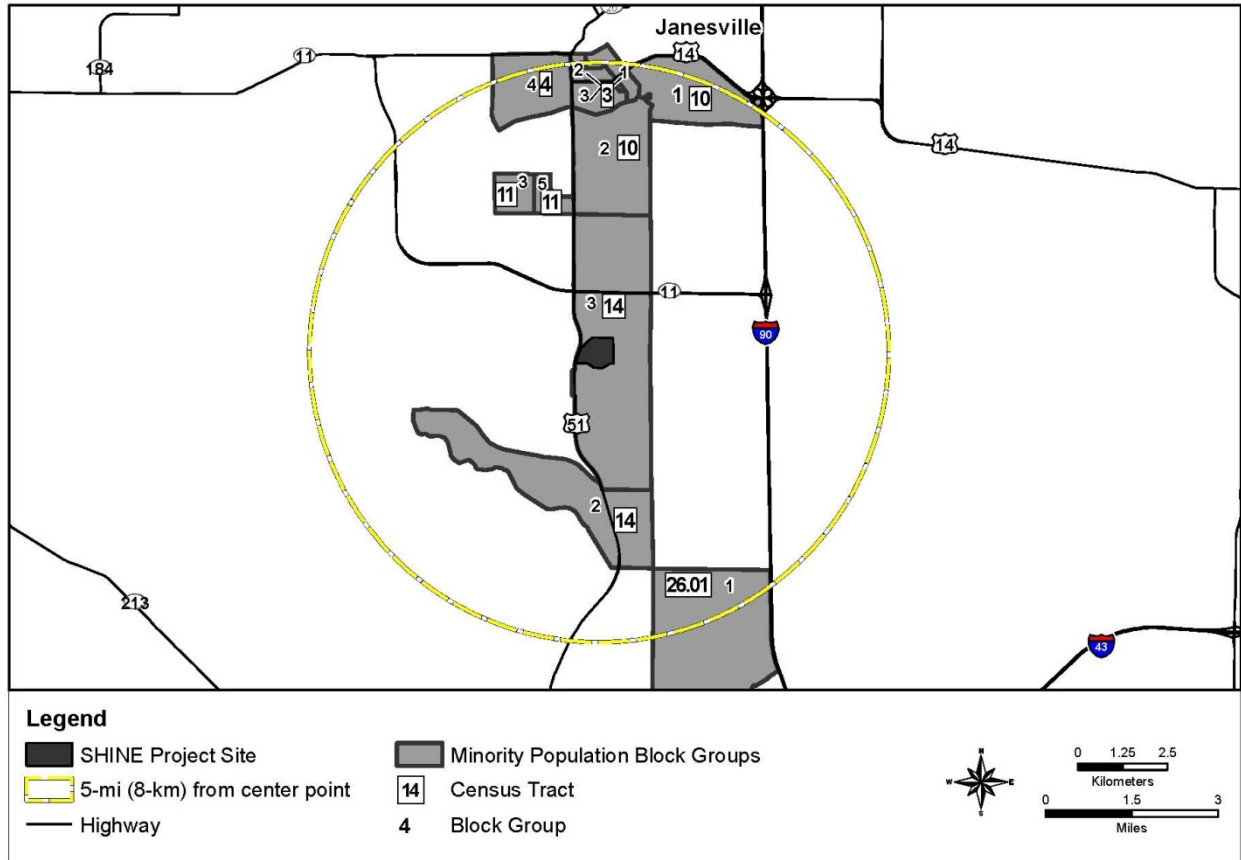 26
Janesville
14
11
184
2
1
4 4
3
3
1 10
2 10
14
3
11
5
11
3 14
11
90
51
2
14
26.01 1
213
43
Legend
SHINE Project Site
5-mi (8-km) from center point
Highway
Minority Population Block Groups
14 Census Tract
4 Block Group
N
W E
S
0 1.25 2.5
Kilometers
0 1.5 3
Miles